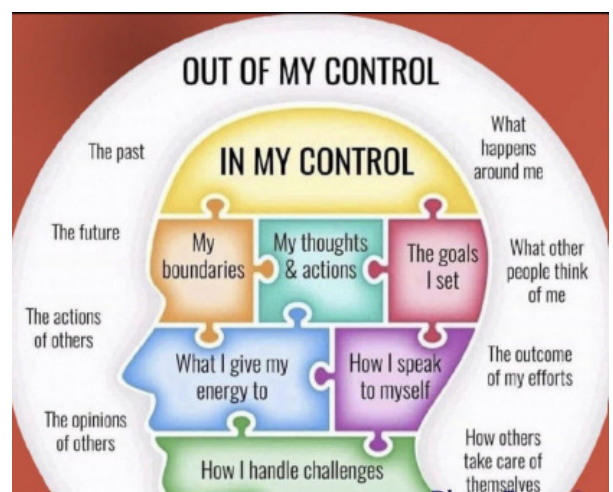 OUT OF MY CONTROL
The past
What
happens
around me
IN MY CONTROL
The future
My
boundaries
My thoughts
& actions
The goals
I set
What other
people think
of me
The actions
of others
What I give my
energy to
How I speak
to myself
The outcome
of my efforts
The opinions
of others
How I handle challenges
How others
take care of
themselves